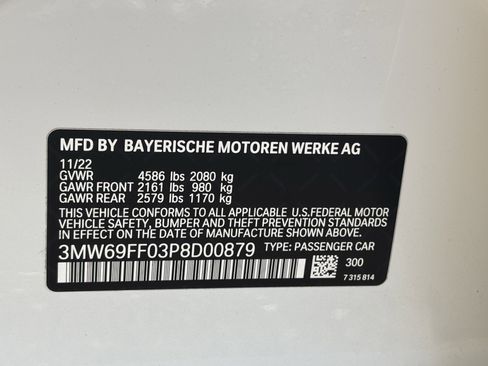 MFD BY BAYERISCHE MOTOREN WERKE AG
11/22
GVWR 4586 lbs 2080 kg
GAWR FRONT 2161 lbs 980 kg
GAWR REAR 2579 lbs 1170 kg
THIS VEHICLE CONFORMS TO ALL APPLICABLE U.S.FEDERAL MOTOR
VEHICLE SAFETY, BUMPER AND THEFT PREVENTION STANDARDS
IN EFFECT ON THE DATE OF MANUFACTURE SHOWN ABOVE.
3MW69FF03P8D00879 TYPE: PASSENGER CAR
300
7 315 814